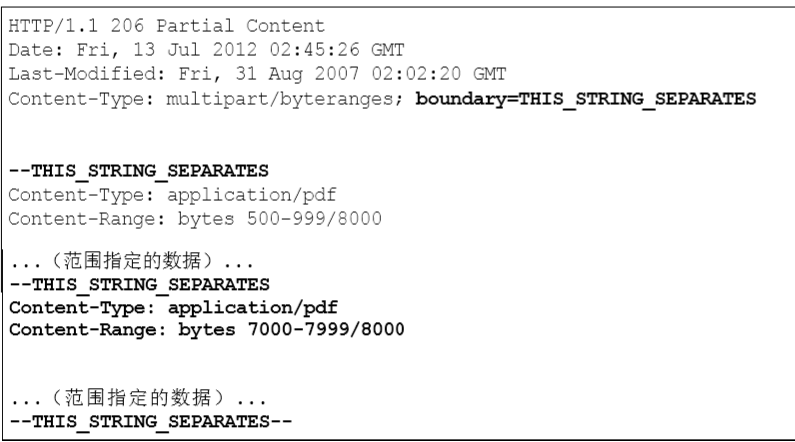 HTTP/1.1 206 Partial Content
Date: Fri, 13 Jul 2012 02:45:26 GMT
Last-Modified: Fri, 31 Aug 2007 02:02:20 GMT
Content-Type: multipart/byteranges; boundary=THIS_STRING_SEPARATES
--THIS_STRING_SEPARATES
Content-Type: application/pdf
Content-Range: bytes 500-999/8000
...（范围指定的数据）...
--THIS_STRING_SEPARATES
Content-Type: application/pdf
Content-Range: bytes 7000-7999/8000
...（范围指定的数据）...
--THIS_STRING_SEPARATES--